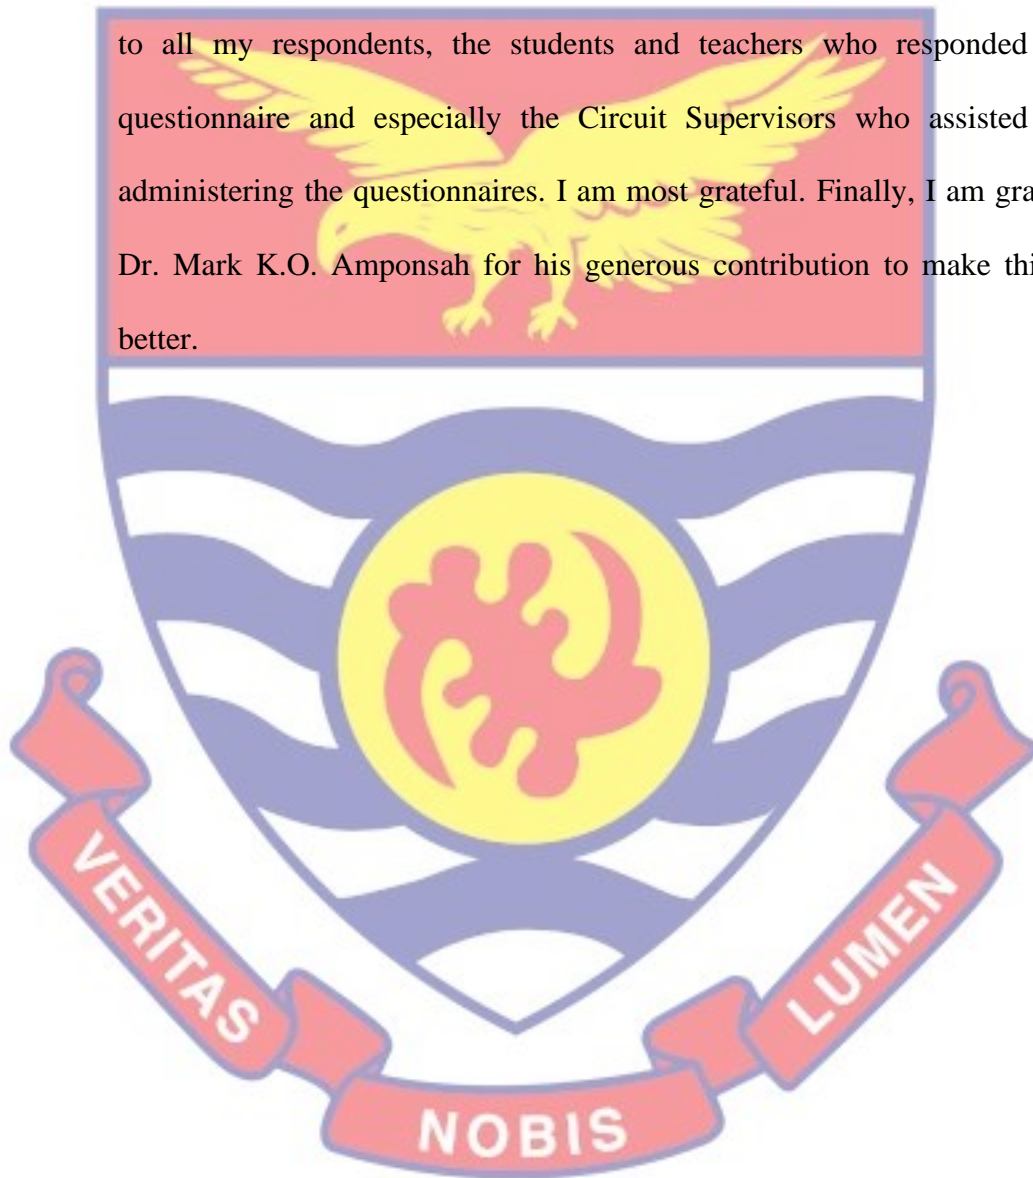 to all my respondents, the students and teachers who responded
questionnaire and especially the Circuit Supervisors who assisted
administering the questionnaires. I am most grateful. Finally, I am
Dr. Mark K.O. Amponsah for his generous contribution to make
better.
VERITAS
NOBIS
LUMEN